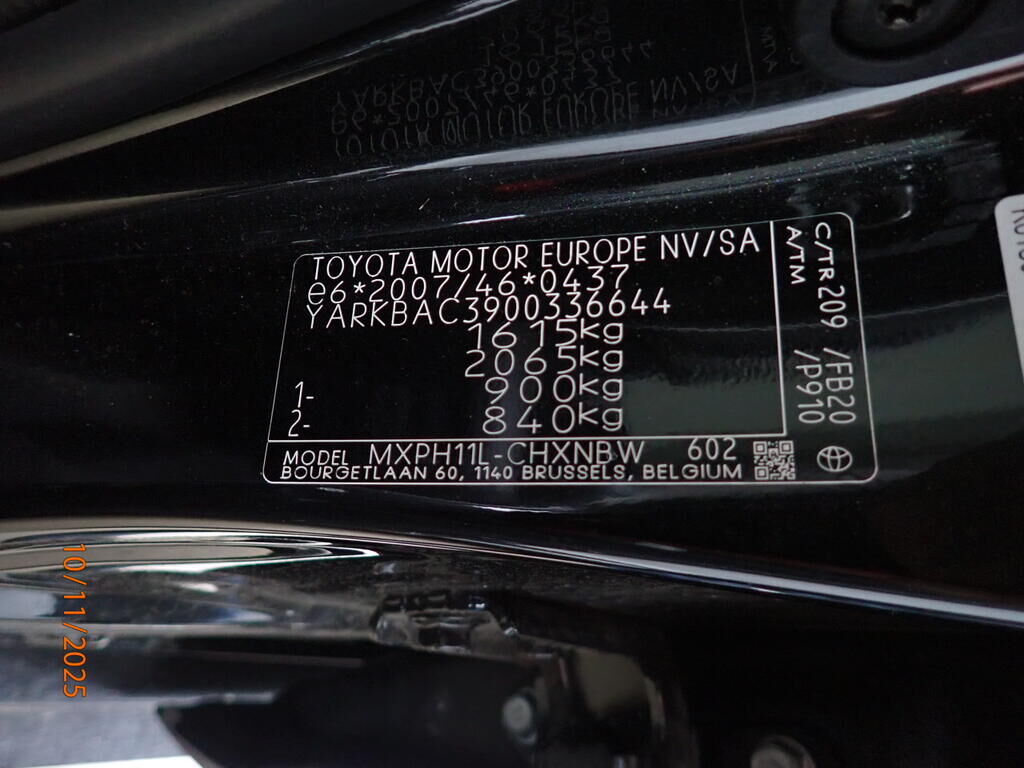 TOYOTA MOTOR EUROPE NV/SA
e6*2007/46*0437
YARKBAC3900336644
1615kg
2065kg
1- 900kg
2- 840kg
C/TR 209 /FB20
A/TM /P910
MODEL MXPH11L-CHXNBW 602
BOURGETLAAN 60, 1140 BRUSSELS, BELGIUM
10/11/2025